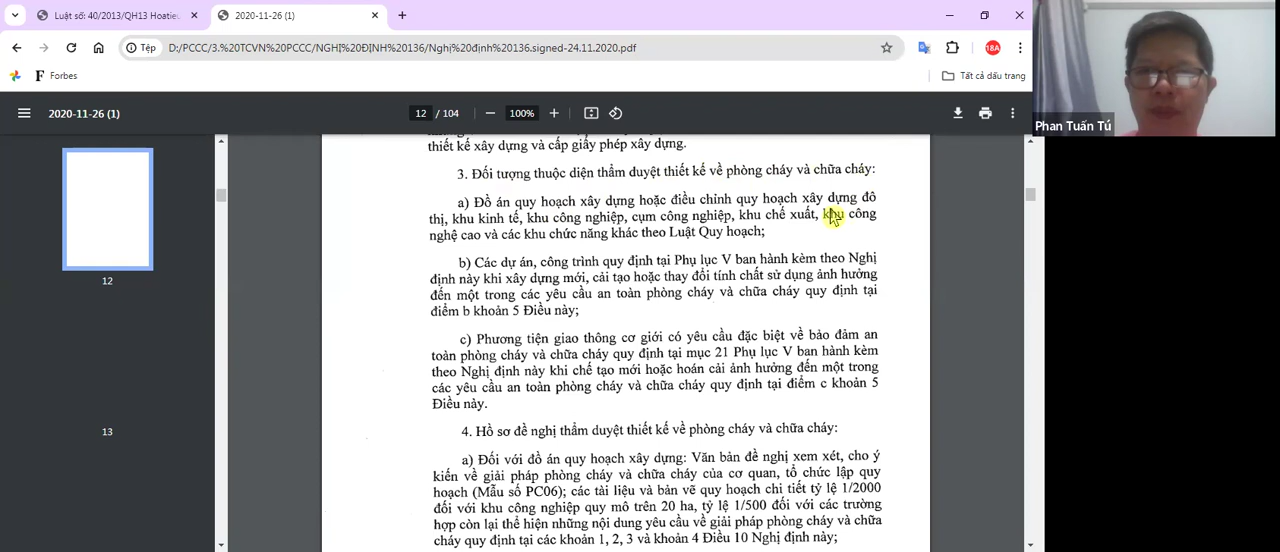 Luật số: 40/2013/QH13 Hoatie
2020-11-26 (1)
Tệp
D:/PCCC/3.%20TCVN%20PCCC/NGHỊ%20ĐỊNH%20136/Nghị%20định%20136.signed-24.11.2020.pdf
18A
Forbes
Tất cả dấu trang
2020-11-26 (1)
12 / 104
100%
Phan Tuấn Tú
12
13
thiết kế xây dựng và cấp giấy phép xây dựng.
3. Đối tượng thuộc diện thẩm duyệt thiết kế về phòng cháy và chữa cháy:
a) Đồ án quy hoạch xây dựng hoặc điều chỉnh quy hoạch xây dựng đô
thị, khu kinh tế, khu công nghiệp, cụm công nghiệp, khu chế xuất, khu công
nghệ cao và các khu chức năng khác theo Luật Quy hoạch;
b) Các dự án, công trình quy định tại Phụ lục V ban hành kèm theo Nghị
định này khi xây dựng mới, cải tạo hoặc thay đổi tính chất sử dụng ảnh hưởng
đến một trong các yêu cầu an toàn phòng cháy và chữa cháy quy định tại
điểm b khoản 5 Điều này;
c) Phương tiện giao thông cơ giới có yêu cầu đặc biệt về bảo đảm an
toàn phòng cháy và chữa cháy quy định tại mục 21 Phụ lục V ban hành kèm
theo Nghị định này khi chế tạo mới hoặc hoán cải ảnh hưởng đến một trong
các yêu cầu an toàn phòng cháy và chữa cháy quy định tại điểm c khoản 5
Điều này.
4. Hồ sơ đề nghị thẩm duyệt thiết kế về phòng cháy và chữa cháy:
a) Đối với đồ án quy hoạch xây dựng: Văn bản đề nghị xem xét, cho ý
kiến về giải pháp phòng cháy và chữa cháy của cơ quan, tổ chức lập quy
hoạch (Mẫu số PC06); các tài liệu và bản vẽ quy hoạch chi tiết tỷ lệ 1/2000
đối với khu công nghiệp quy mô trên 20 ha, tỷ lệ 1/500 đối với các trường
hợp còn lại thể hiện những nội dung yêu cầu về giải pháp phòng cháy và chữa
cháy quy định tại các khoản 1, 2, 3 và khoản 4 Điều 10 Nghị định này;